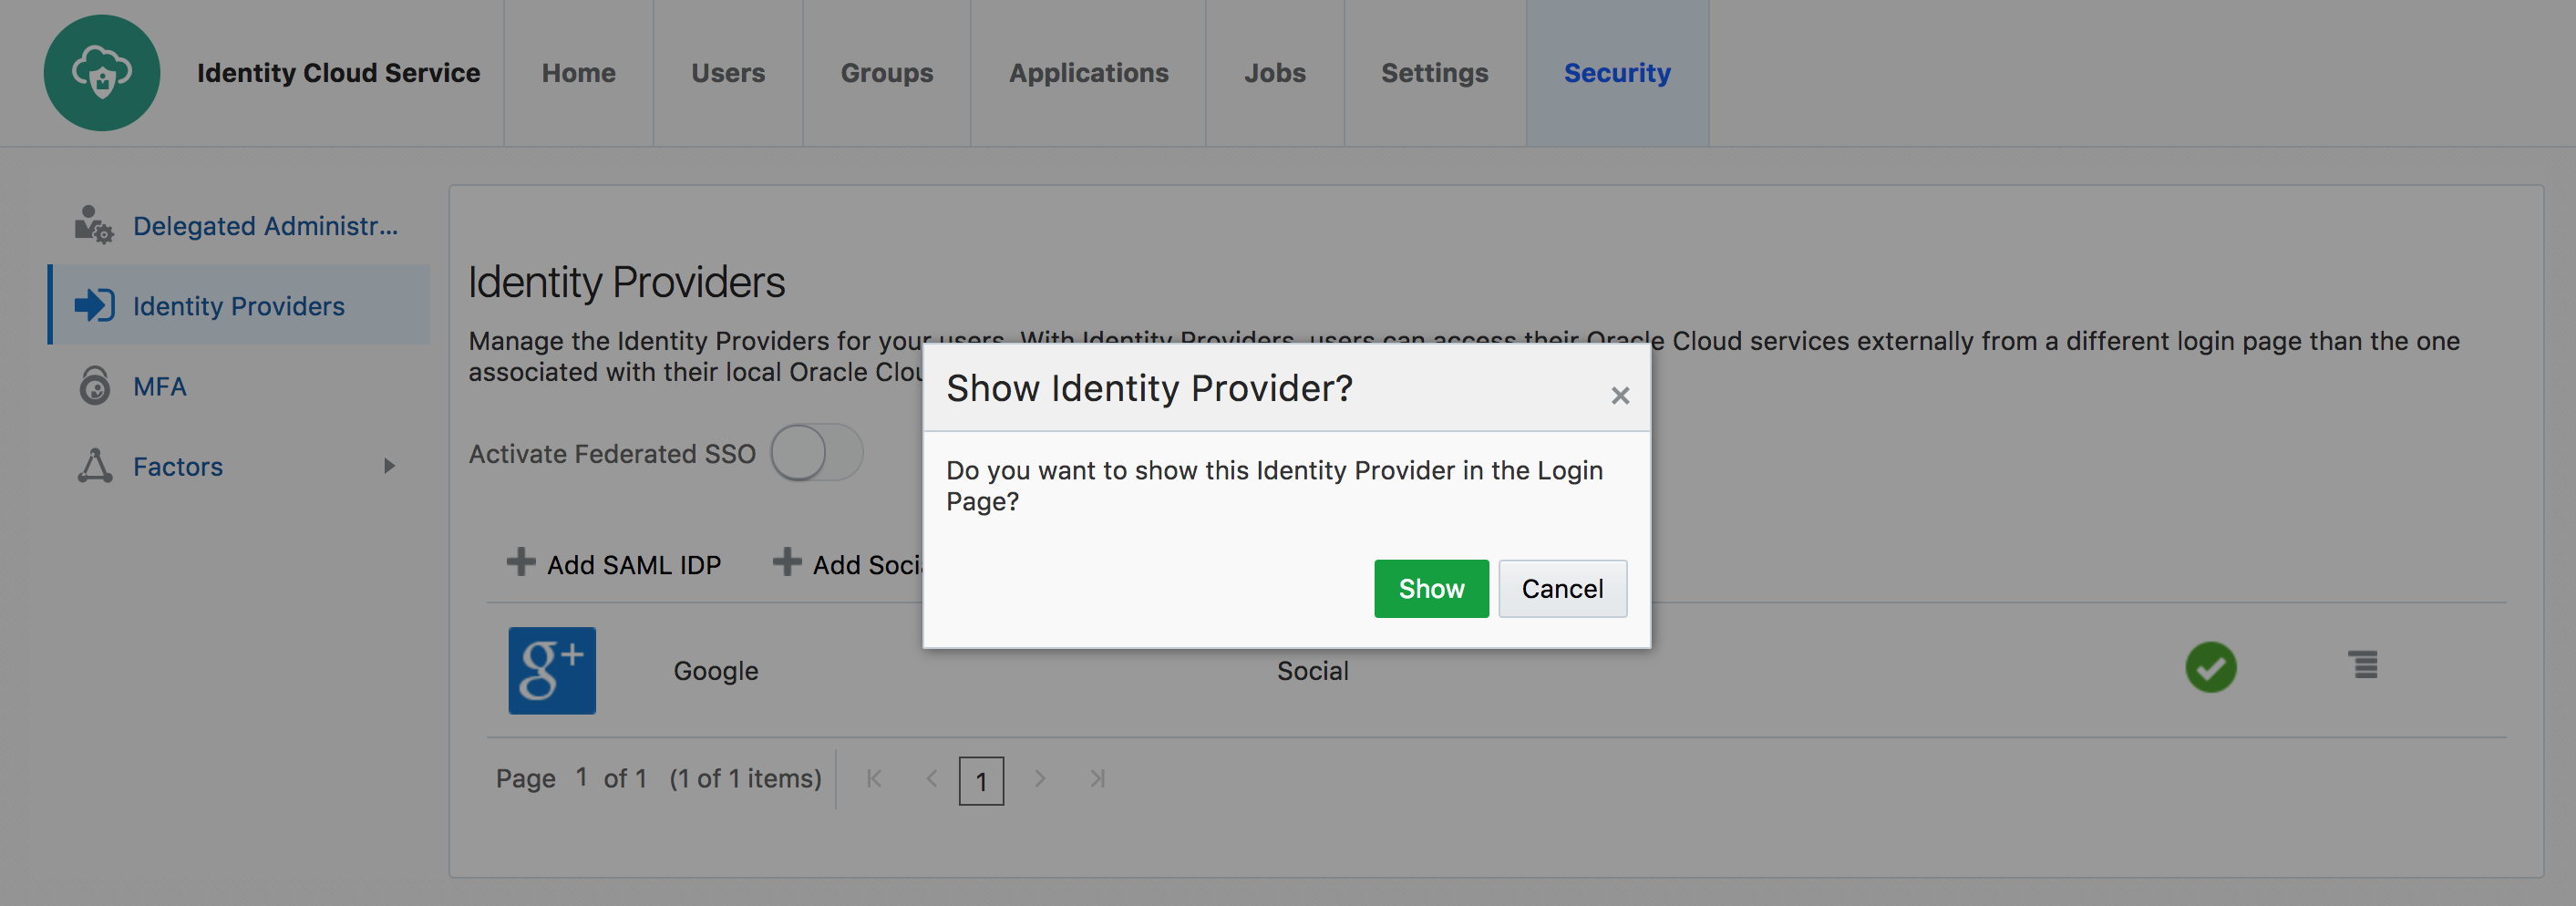 Identity Cloud Service
Home
Users
Groups
Applications
Jobs
Settings
Security
Delegated Administr...
Identity Providers
MFA
Factors
Identity Providers
Manage the Identity Providers for your users. With Identity Providers, users can access their Oracle Cloud services externally from a different login page than the one
associated with their local Oracle Clou
Activate Federated SSO
Show Identity Provider?
×
Do you want to show this Identity Provider in the Login
Page?
Show
Cancel
Add SAML IDP
Add Soci
g+
Google
Social
Page 1 of 1 (1 of 1 items)
1